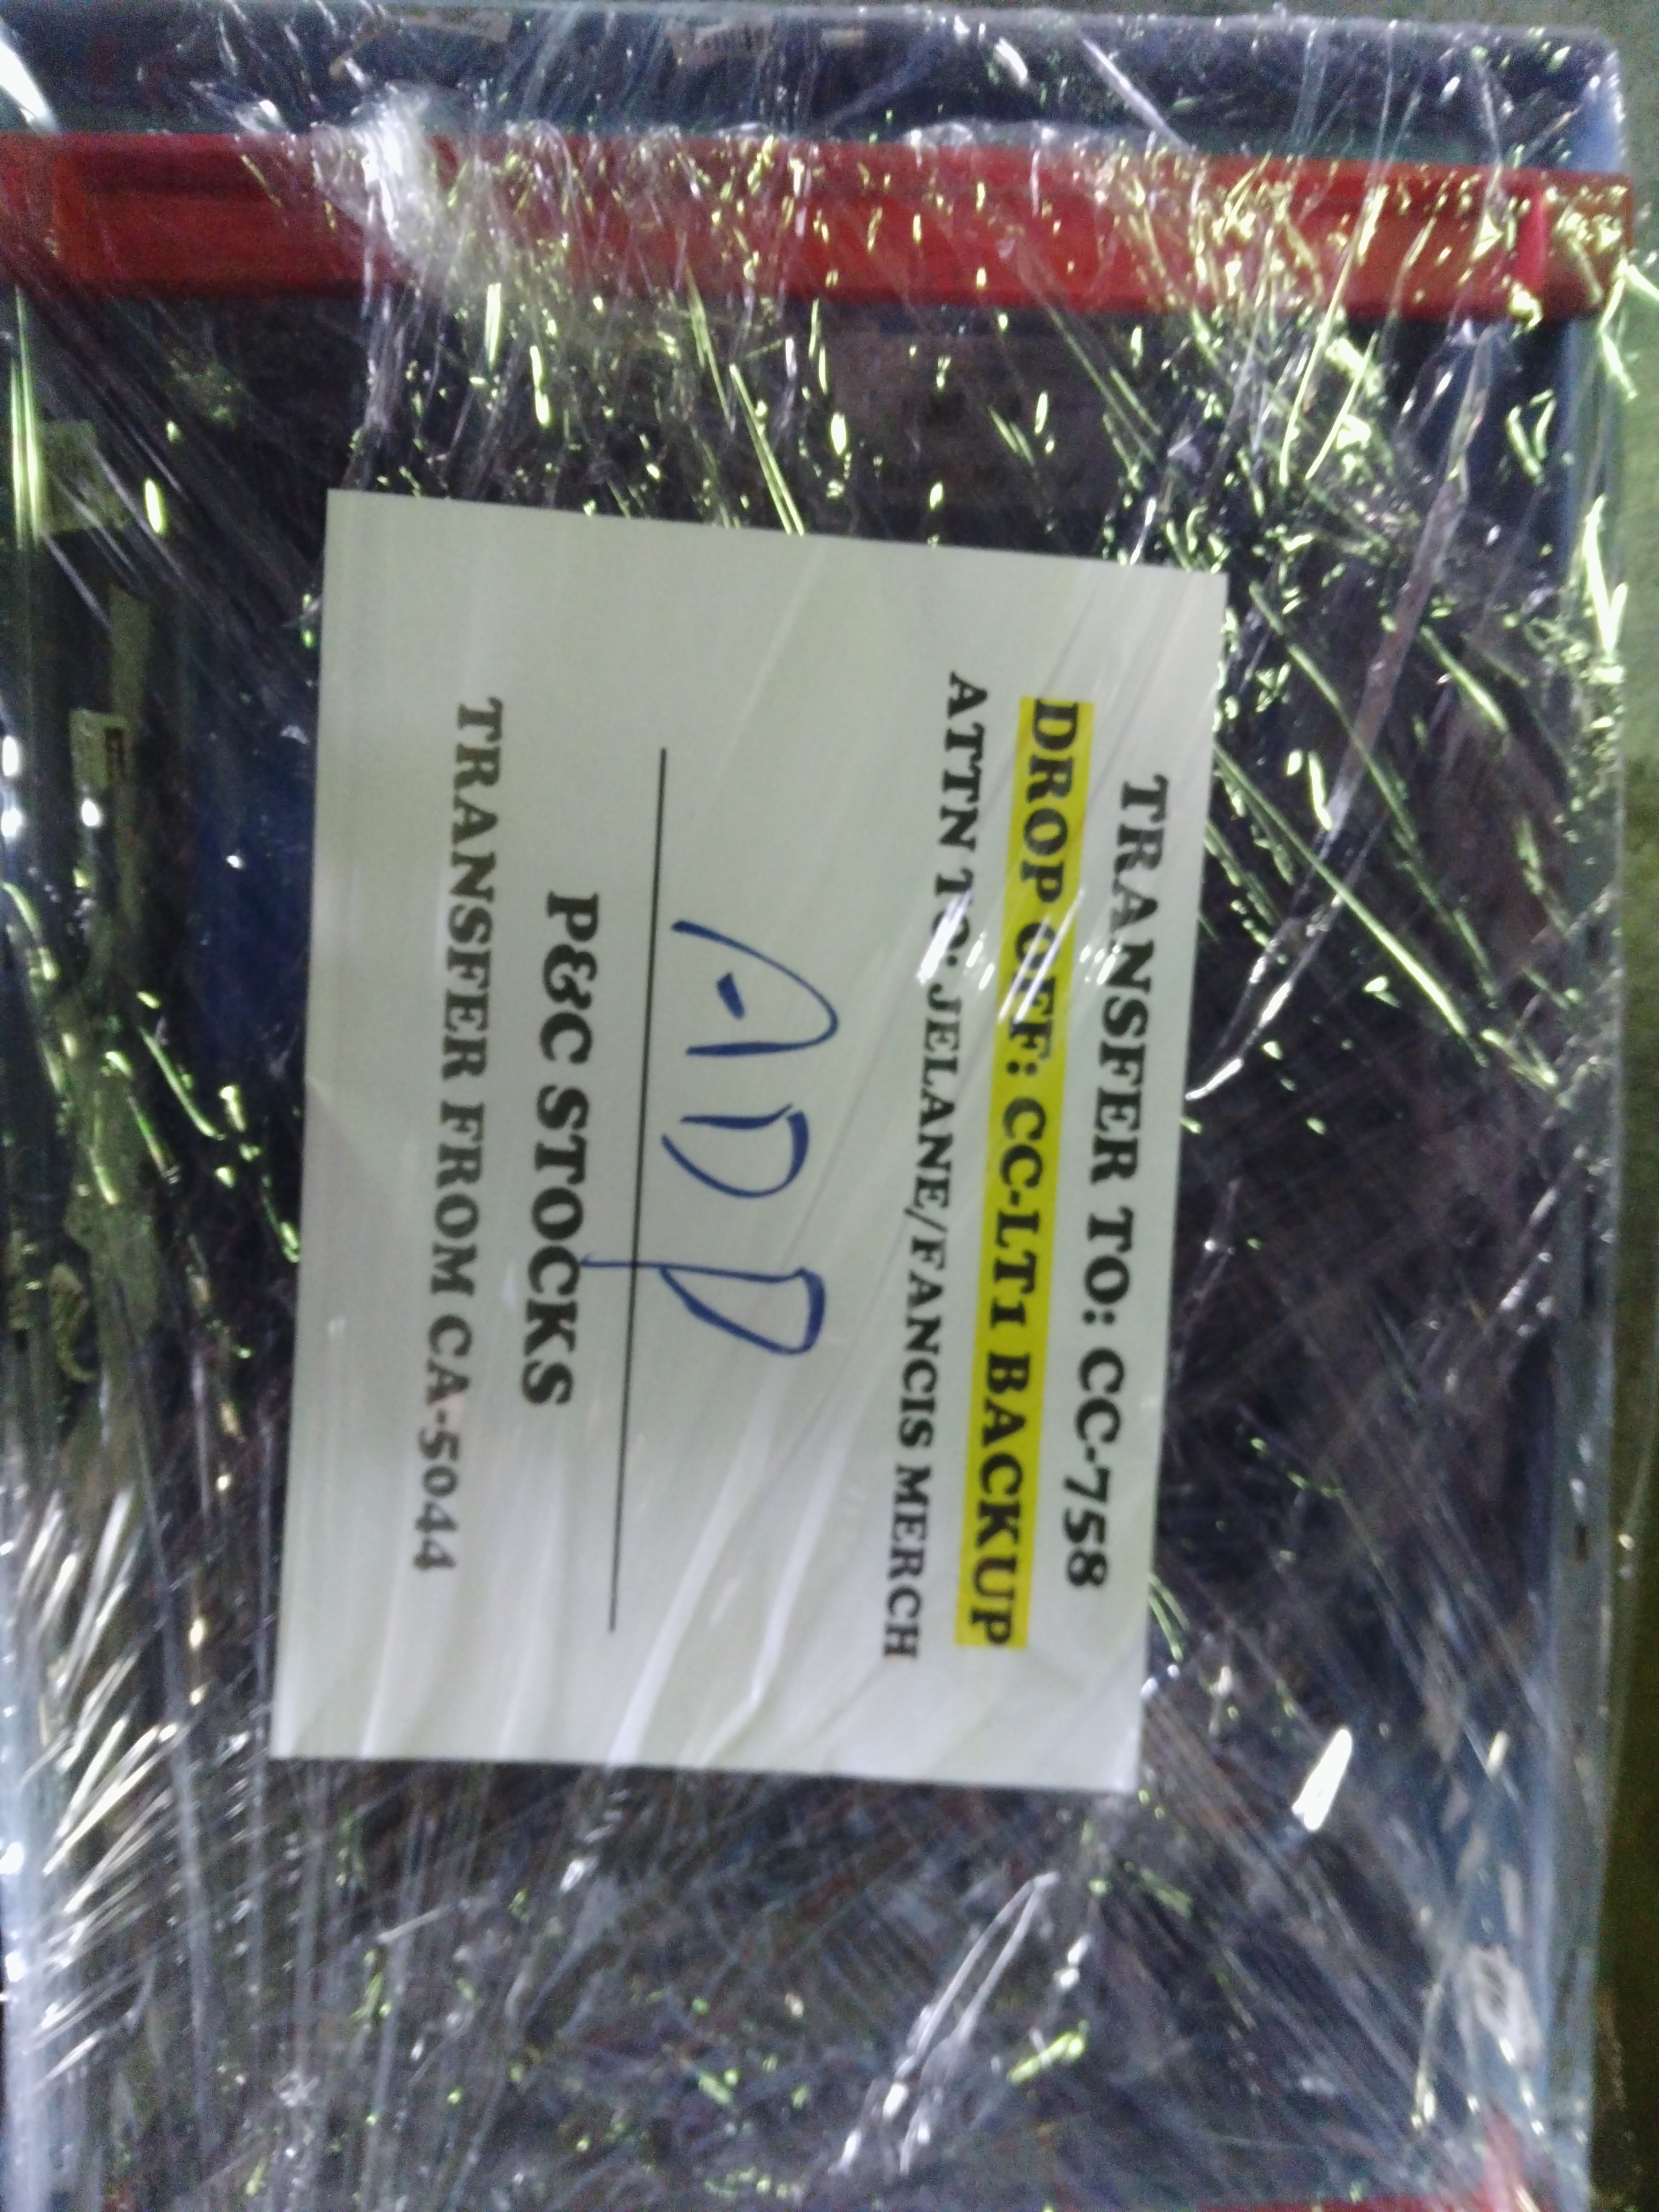 TRANSFER TO: CC-758
DROP OFF: CC-LT1 BACKUP
ATTN TO: JELANE/FANCIS MERCH
ADP
P&C STOCKS
TRANSFER FROM CA-5044